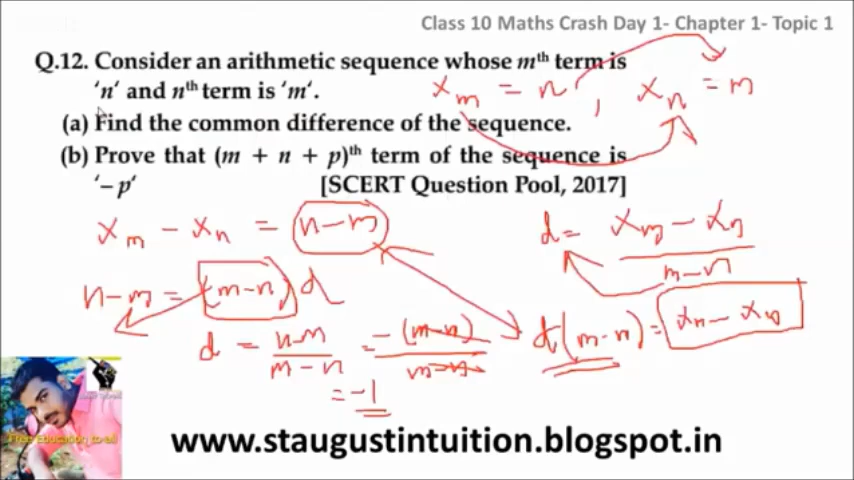 Class 10 Maths Crash Day 1- Chapter 1- Topic 1
Q.12. Consider an arithmetic sequence whose mth term is
'n' and nth term is 'm'.
xm = n , xn = m
(a) Find the common difference of the sequence.
(b) Prove that (m + n + p)th term of the sequence is
'– p'
[SCERT Question Pool, 2017]
xm – xn = n–m
d = xm – xn
m–n
n–m = (m–n) d
d(m–n) = xm – xn
d = n–m = –(m–n)
m–n m–n
= –1
Free education to all
www.staugustintuition.blogspot.in